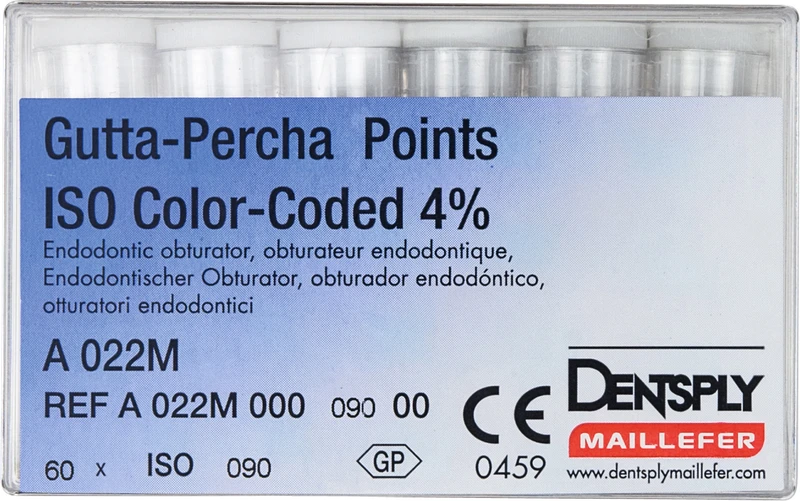 Gutta-Percha Points
ISO Color-Coded 4%
Endodontic obturator, obturateur endodontique,
Endodontischer Obturator, obturador endodóntico,
otturatori endodontici
A 022M
REF A 022M 000 090 00
60 x ISO 090
GP
CE
0459
DENTSPLY
MAILLEFER
www.dentsplymaillefer.com